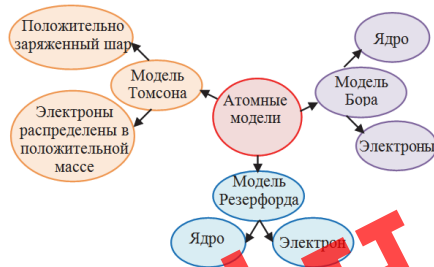 Положительно
заряженный шар
Модель
Томсона
Электроны
распределены в
положительной
массе
Атомные
модели
Ядро
Модель
Бора
Электроны
Модель
Резерфорда
Ядро
Электрон